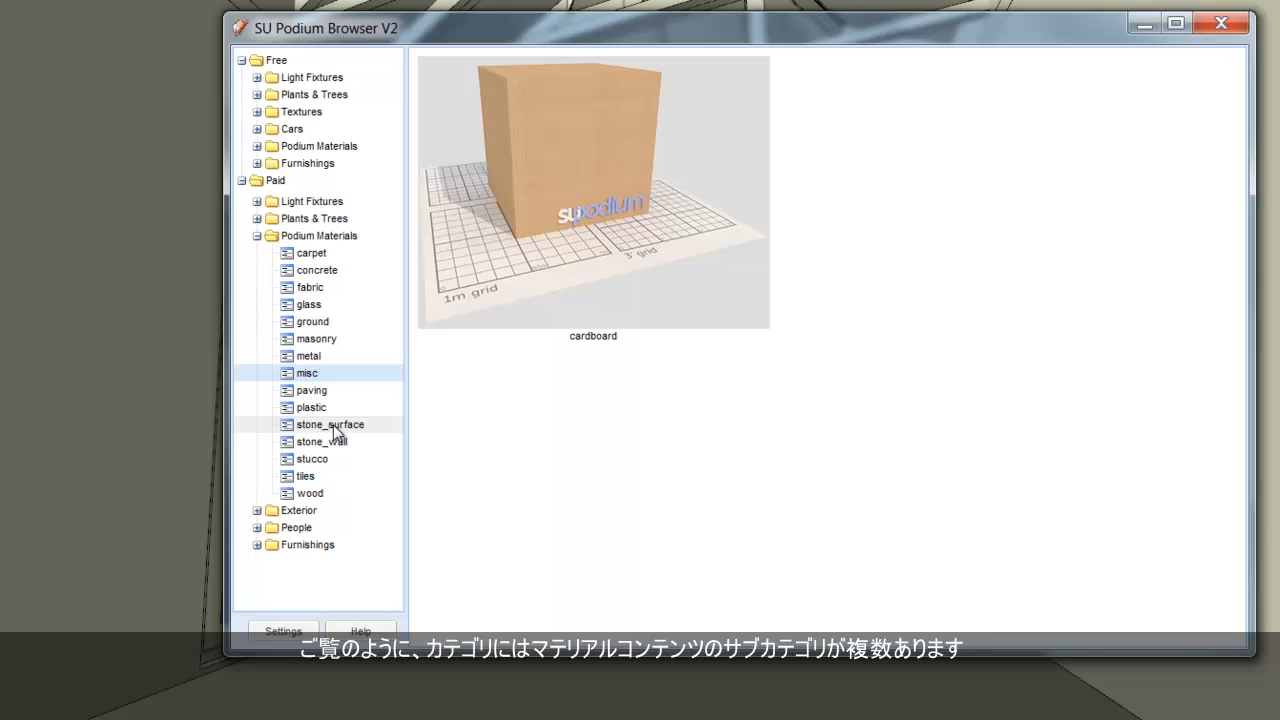 SU Podium Browser V2
Free
Light Fixtures
Plants & Trees
Textures
Cars
Podium Materials
Furnishings
Paid
Light Fixtures
Plants & Trees
Podium Materials
carpet
concrete
fabric
glass
ground
masonry
metal
misc
paving
plastic
stone_surface
stone_wall
stucco
tiles
wood
Exterior
People
Furnishings
Settings
Help
supodium
3' grid
1m grid
cardboard
ご覧のように、カテゴリにはマテリアルコンテンツのサブカテゴリが複数あります